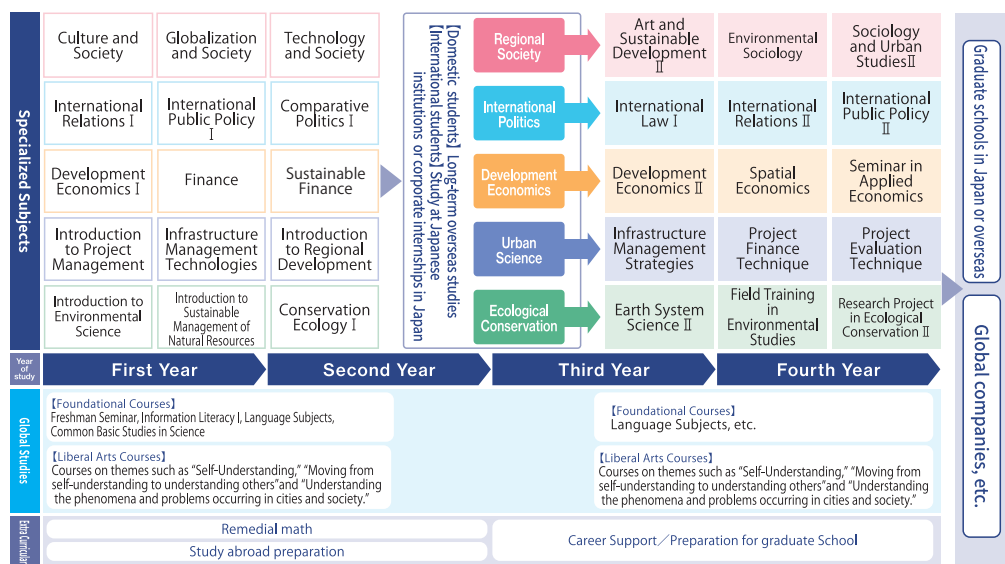 Specialized Subjects
Culture and
Society
Globalization
and Society
Technology
and Society
International
Relations Ⅰ
International
Public Policy
Ⅰ
Comparative
Politics Ⅰ
Development
Economics Ⅰ
Finance
Sustainable
Finance
Introduction
to Project
Management
Infrastructure
Management
Technologies
Introduction
to Regional
Development
Introduction to
Environmental
Science
Introduction to
Sustainable
Management of
Natural Resources
Conservation
Ecology Ⅰ
【Domestic students】 Long-term overseas studies
【International students】 Study at Japanese
institutions or corporate internships in Japan
Regional
Society
International
Politics
Development
Economics
Urban
Science
Ecological
Conservation
Art and
Sustainable
Development
Ⅱ
Environmental
Sociology
Sociology
and Urban
StudiesⅡ
International
Law Ⅰ
International
Relations Ⅱ
International
Public Policy
Ⅱ
Development
Economics Ⅱ
Spatial
Economics
Seminar in
Applied
Economics
Infrastructure
Management
Strategies
Project
Finance
Technique
Project
Evaluation
Technique
Earth System
Science Ⅱ
Field Training
in
Environmental
Studies
Research Project
in Ecological
Conservation Ⅱ
Graduate schools in Japan or overseas
Global companies, etc.
Year
of
study
First Year
Second Year
Third Year
Fourth Year
Global Studies
【Foundational Courses】
Freshman Seminar, Information Literacy I, Language Subjects,
Common Basic Studies in Science
【Liberal Arts Courses】
Courses on themes such as “Self-Understanding,” “Moving from
self-understanding to understanding others”and “Understanding
the phenomena and problems occurring in cities and society.”
【Foundational Courses】
Language Subjects, etc.
【Liberal Arts Courses】
Courses on themes such as “Self-Understanding,” “Moving from
self-understanding to understanding others”and “Understanding
the phenomena and problems occurring in cities and society.”
Extra Curricular
Remedial math
Study abroad preparation
Career Support／Preparation for graduate School